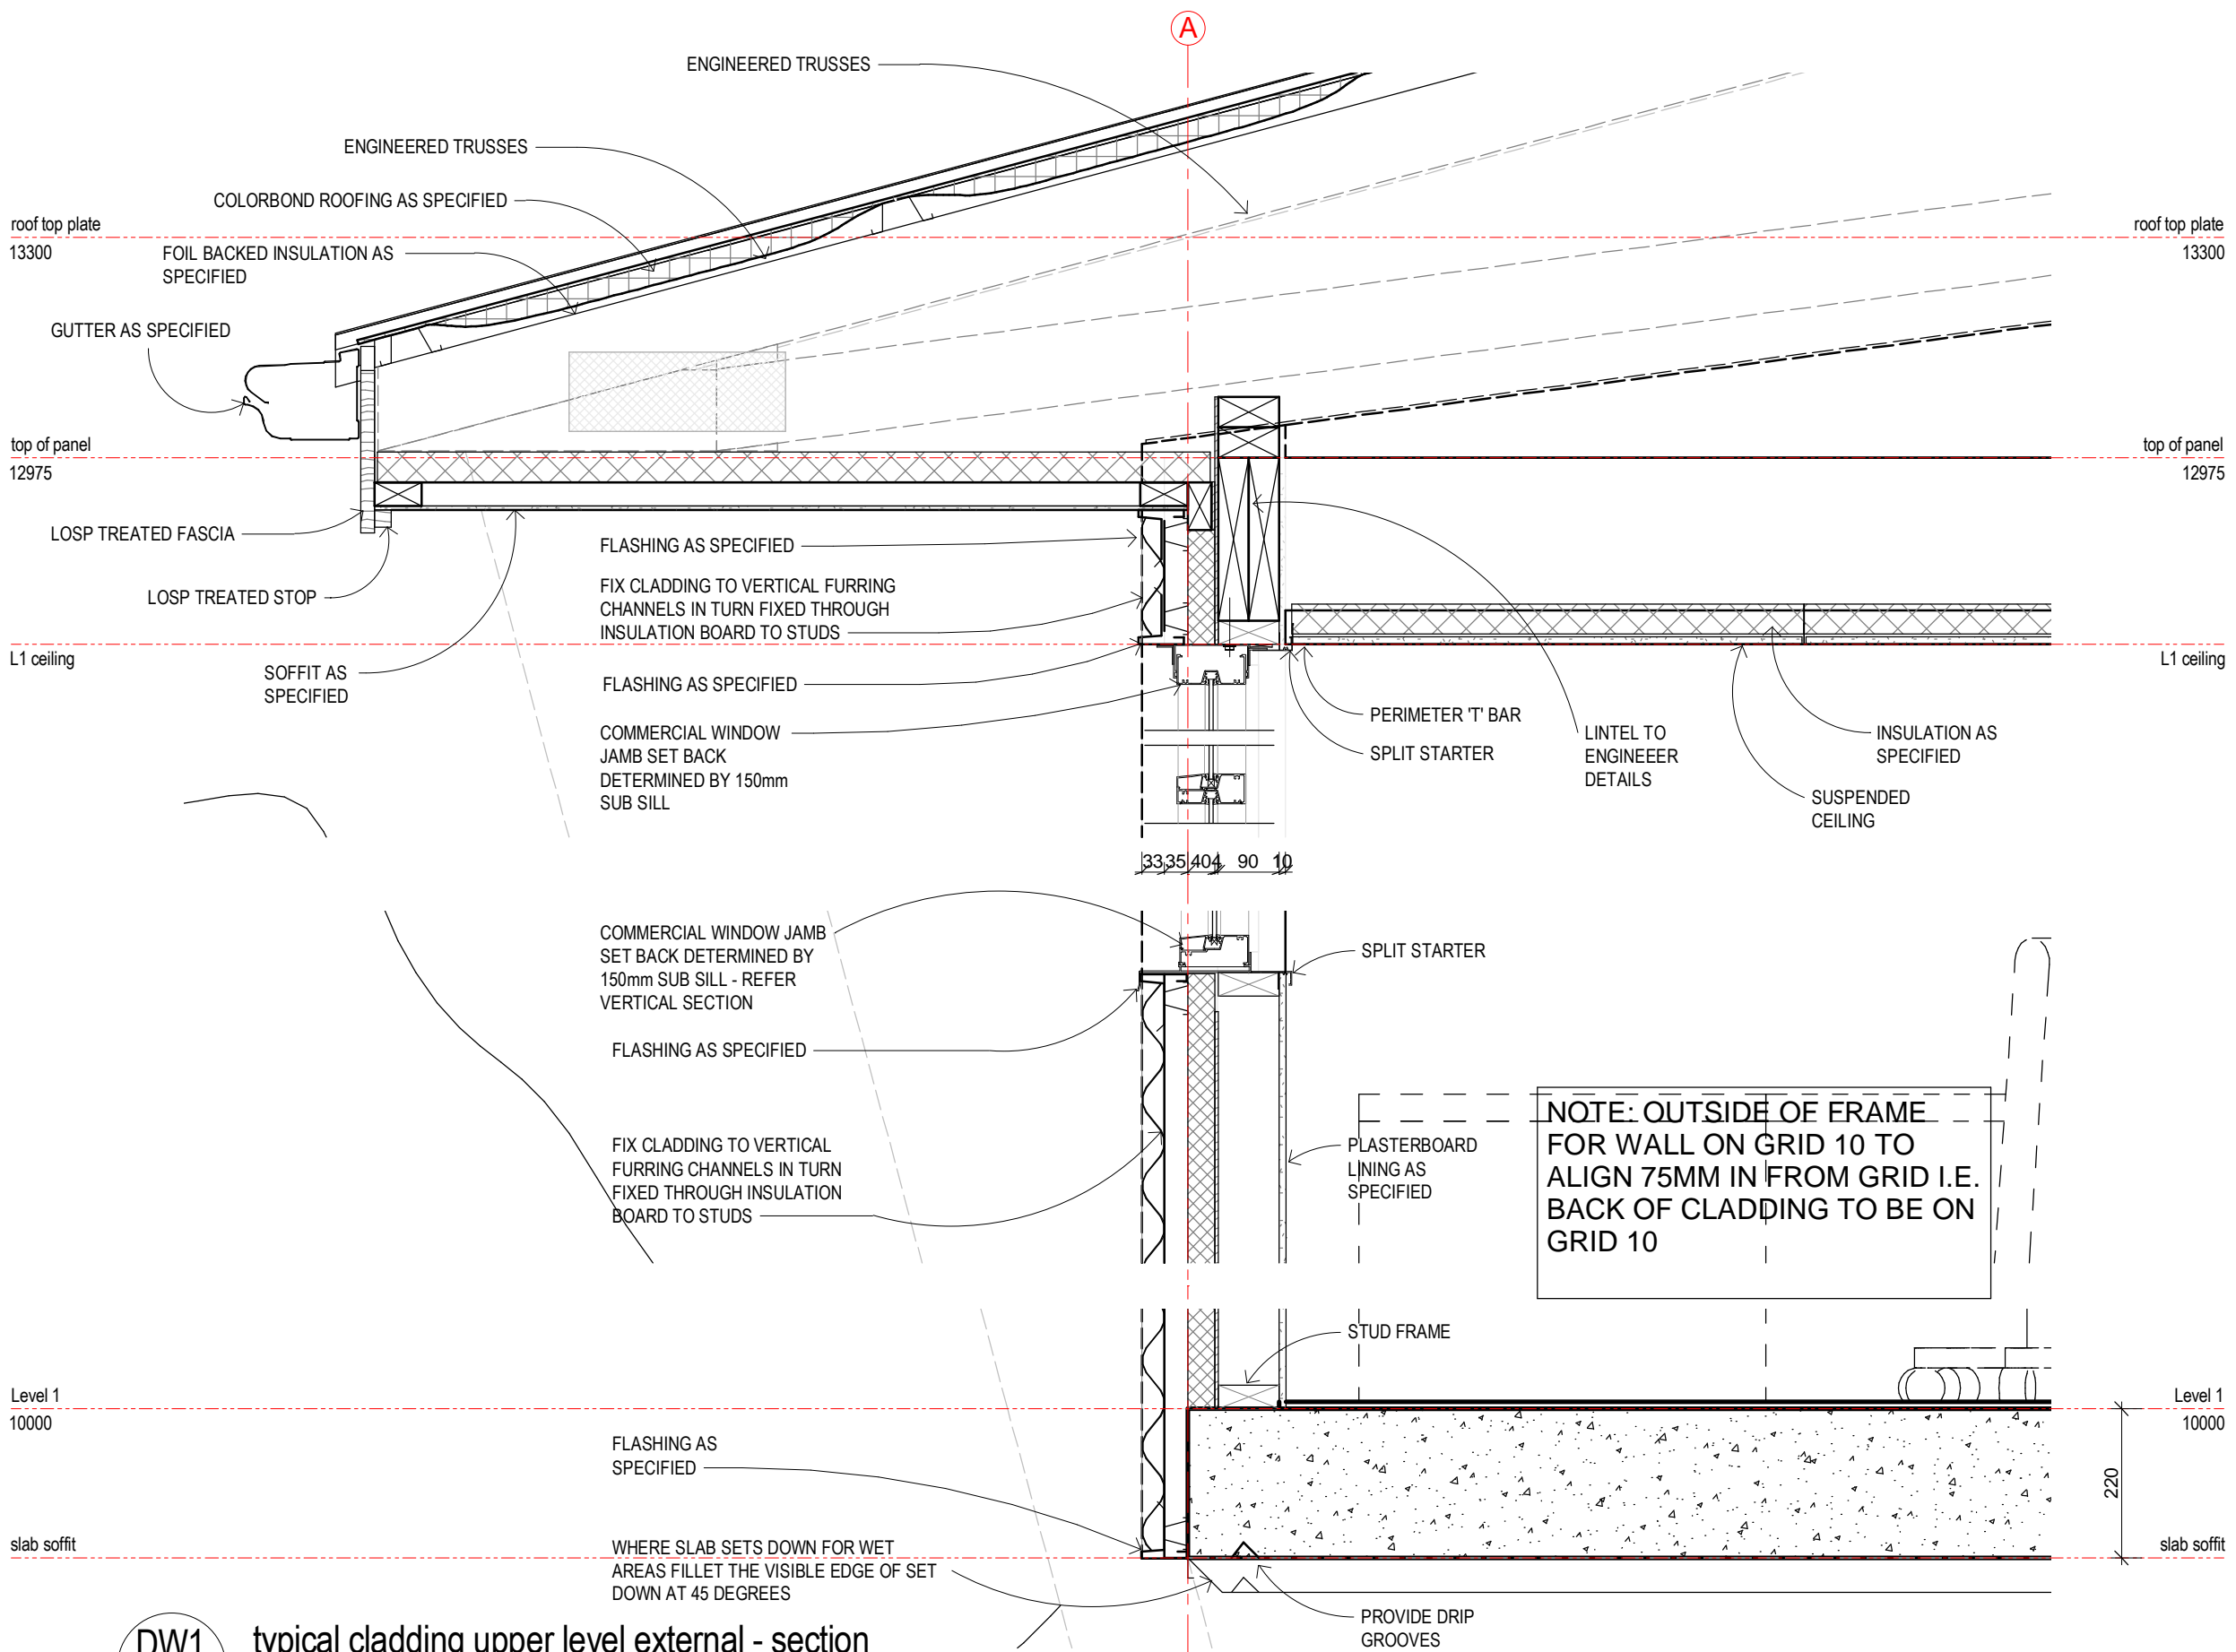 A
ENGINEERED TRUSSES
ENGINEERED TRUSSES
COLORBOND ROOFING AS SPECIFIED
roof top plate
13300
roof top plate
13300
FOIL BACKED INSULATION AS
SPECIFIED
GUTTER AS SPECIFIED
top of panel
12975
top of panel
12975
LOSP TREATED FASCIA
FLASHING AS SPECIFIED
FIX CLADDING TO VERTICAL FURRING
CHANNELS IN TURN FIXED THROUGH
INSULATION BOARD TO STUDS
LOSP TREATED STOP
L1 ceiling
L1 ceiling
SOFFIT AS
SPECIFIED
FLASHING AS SPECIFIED
COMMERCIAL WINDOW
JAMB SET BACK
DETERMINED BY 150mm
SUB SILL
PERIMETER 'T' BAR
SPLIT STARTER
LINTEL TO
ENGINEEER
DETAILS
INSULATION AS
SPECIFIED
SUSPENDED
CEILING
33 35 40 4 90 10
COMMERCIAL WINDOW JAMB
SET BACK DETERMINED BY
150mm SUB SILL - REFER
VERTICAL SECTION
SPLIT STARTER
FLASHING AS SPECIFIED
NOTE: OUTSIDE OF FRAME
FOR WALL ON GRID 10 TO
ALIGN 75MM IN FROM GRID I.E.
BACK OF CLADDING TO BE ON
GRID 10
FIX CLADDING TO VERTICAL
FURRING CHANNELS IN TURN
FIXED THROUGH INSULATION
BOARD TO STUDS
PLASTERBOARD
LINING AS
SPECIFIED
STUD FRAME
Level 1
10000
Level 1
10000
FLASHING AS
SPECIFIED
220
slab soffit
slab soffit
WHERE SLAB SETS DOWN FOR WET
AREAS FILLET THE VISIBLE EDGE OF SET
DOWN AT 45 DEGREES
PROVIDE DRIP
GROOVES
DW1
typical cladding upper level external - section